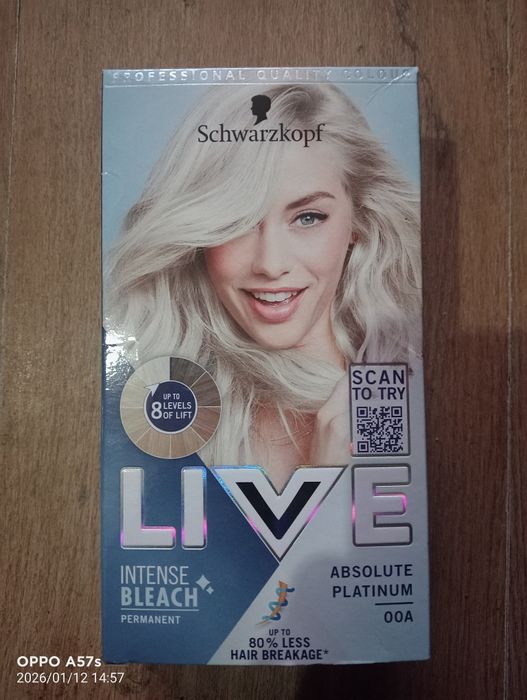 PROFESSIONAL QUALITY COLOUR
Schwarzkopf
UP TO
8 LEVELS
OF LIFT
SCAN
TO TRY
LIVE
INTENSE
BLEACH
PERMANENT
ABSOLUTE
PLATINUM
00A
UP TO
80% LESS
HAIR BREAKAGE*
OPPO A57s
2026/01/12 14:57